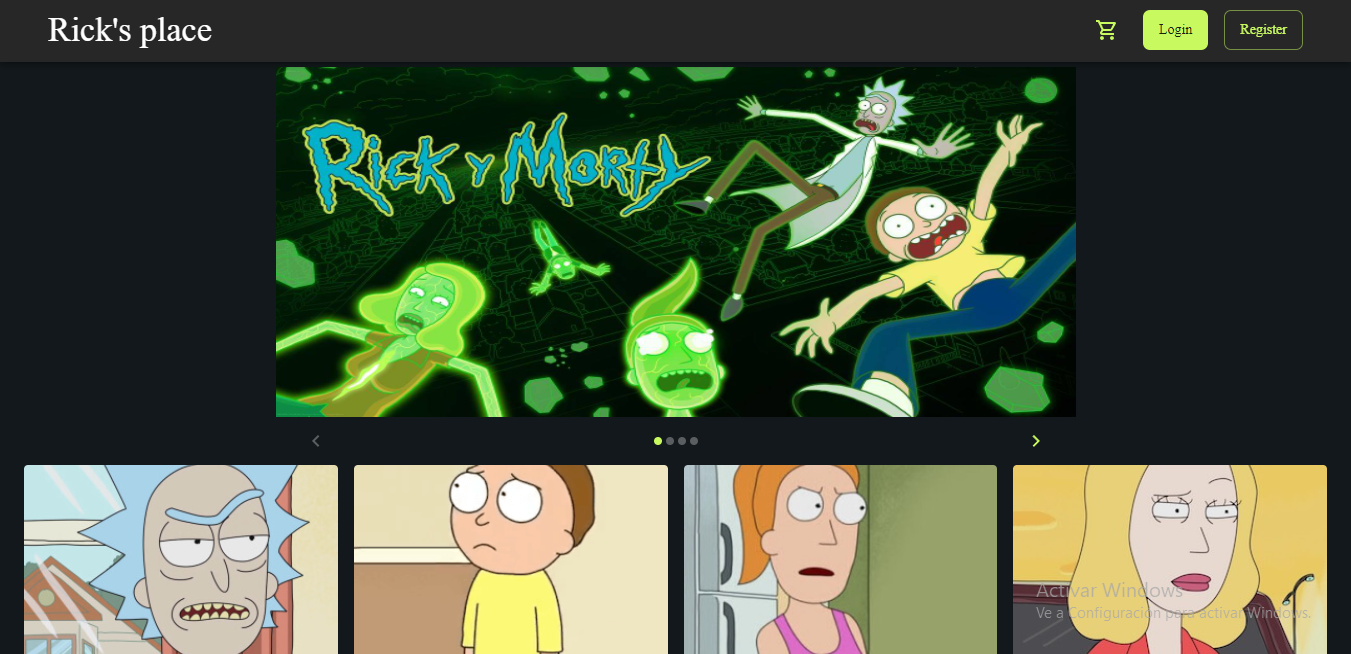 Rick's place
Login
Register
Rick y Morty
Activar Windows
Ve a Configuración para activar Windows.